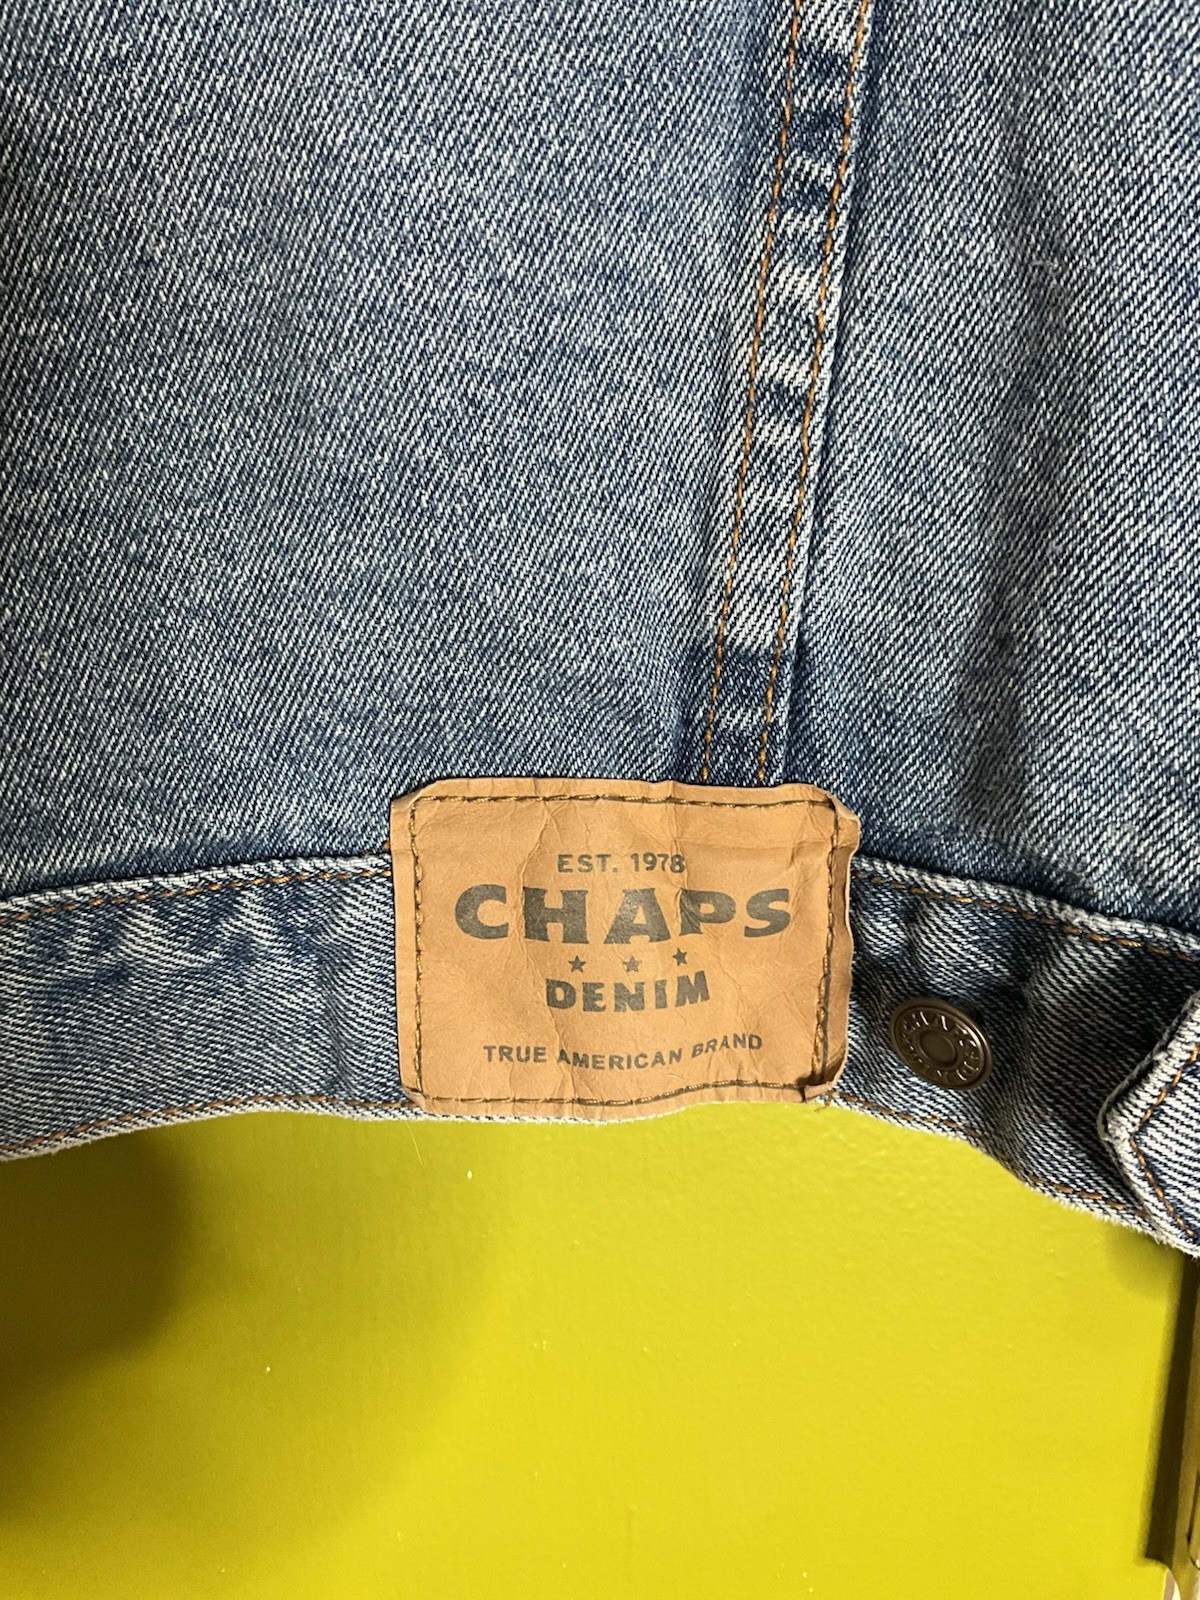 EST. 1978
CHAPS
DENIM
TRUE AMERICAN BRAND